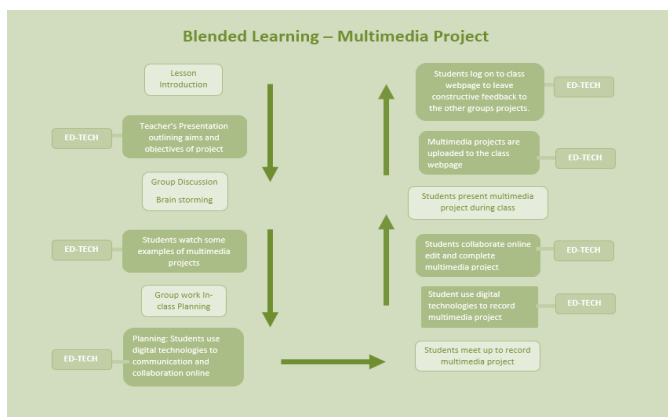 Blended Learning – Multimedia Project
Lesson
Introduction
ED-TECH
Teacher's Presentation
outlining aims and
objectives of project
Group Discussion
Brain storming
ED-TECH
Students watch some
examples of multimedia
projects
Group work In-
class Planning
ED-TECH
Planning: Students use
digital technologies to
communication and
collaboration online
Students meet up to record
multimedia project
Student use digital
technologies to record
multimedia project
ED-TECH
Students collaborate online
edit and complete
multimedia project
ED-TECH
Students present multimedia
project during class
Multimedia projects are
uploaded to the class
webpage
ED-TECH
Students log on to class
webpage to leave
constructive feedback to
the other groups projects.
ED-TECH